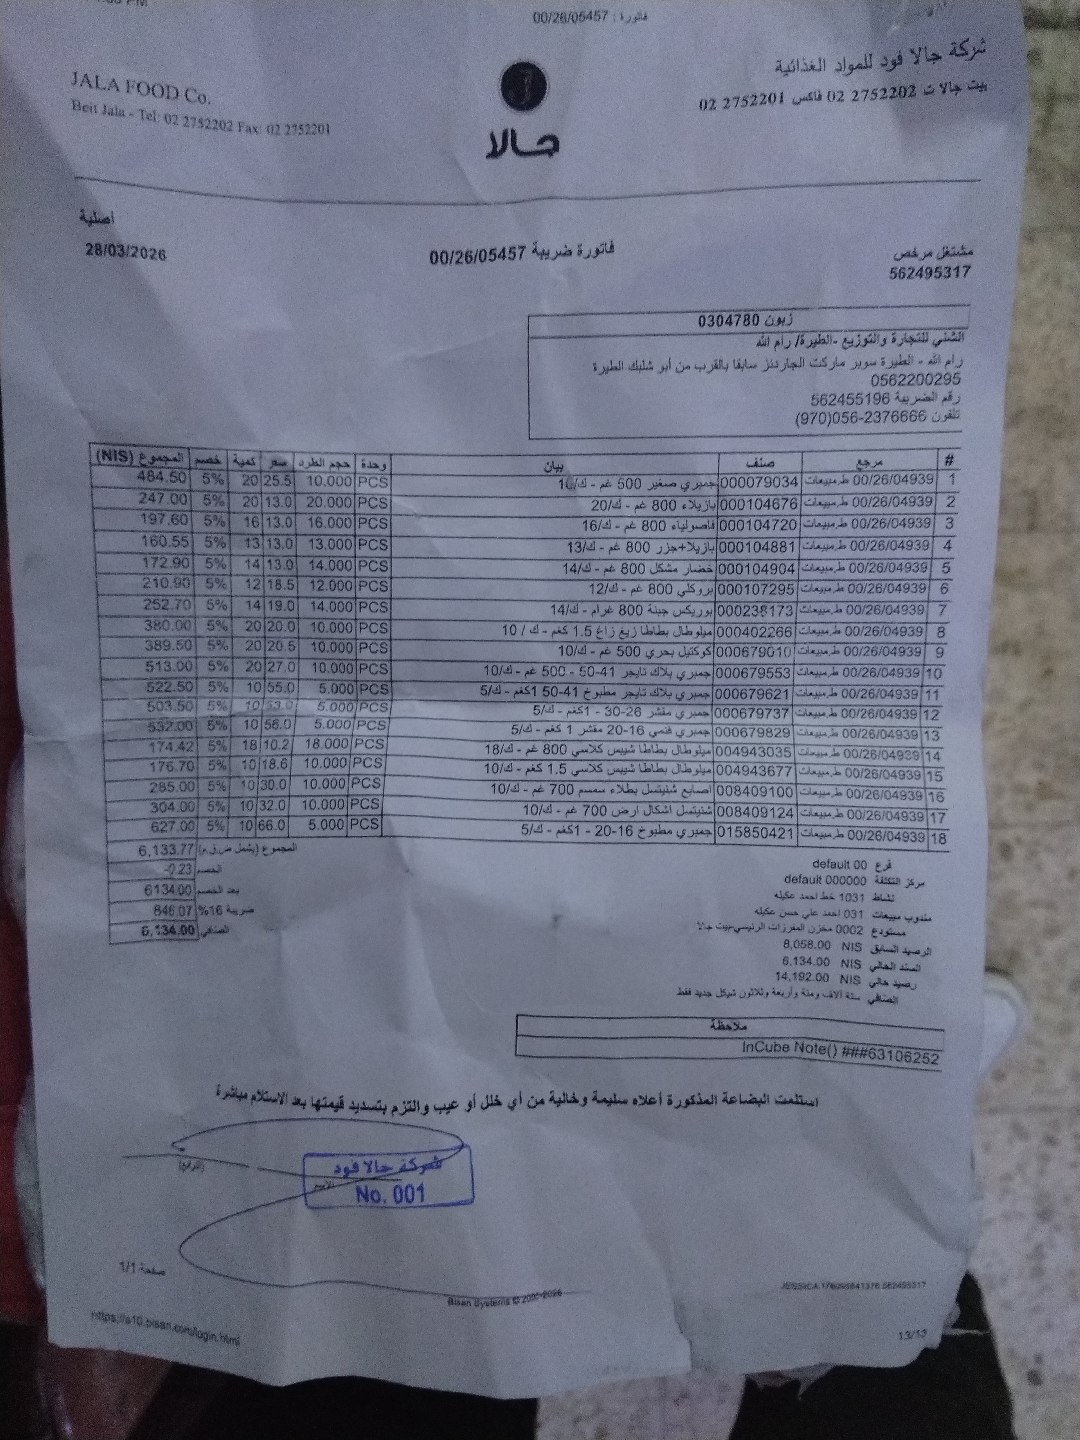 فاتورة : 00/26/05457
شركة جالا فود للمواد الغذائية
بيت جالا ت 2752202 02 فاكس 2752201 02
JALA FOOD Co.
Beit Jala - Tel: 02 2752202 Fax: 02 2752201
جالا
أصلية
28/03/2026
فاتورة ضريبة 00/26/05457
مشتغل مرخص
562495317
زبون 0304780
الشني للتجارة والتوزيع -الطيرة/ رام الله
رام الله - الطيرة سوبر ماركت الجاردنز سابقا بالقرب من أبو شلبك الطيرة
0562200295
رقم الضريبة 562455196
تلفون 2376666-056(970)
# مرجع صنف بيان وحدة حجم الطرد سعر كمية خصم المجموع (NIS)
1 00/26/04939 ط.مبيعات 000079034 جمبري صغير 500 غم - ك/10 PCS 10.000 25.5 20 5% 484.50
2 00/26/04939 ط.مبيعات 000104676 بازيلاء 800 غم - ك/20 PCS 20.000 13.0 20 5% 247.00
3 00/26/04939 ط.مبيعات 000104720 فاصولياء 800 غم - ك/16 PCS 16.000 13.0 16 5% 197.60
4 00/26/04939 ط.مبيعات 000104881 بازيلا+جزر 800 غم - ك/13 PCS 13.000 13.0 13 5% 160.55
5 00/26/04939 ط.مبيعات 000104904 خضار مشكل 800 غم - ك/14 PCS 14.000 13.0 14 5% 172.90
6 00/26/04939 ط.مبيعات 000107295 بروكلي 800 غم - ك/12 PCS 12.000 18.5 12 5% 210.90
7 00/26/04939 ط.مبيعات 000238173 بوريكس جبنة 800 غرام - ك/14 PCS 14.000 19.0 14 5% 252.70
8 00/26/04939 ط.مبيعات 000402266 ميلوطال بطاطا زيغ زاغ 1.5 كغم - ك / 10 PCS 10.000 20.0 20 5% 380.00
9 00/26/04939 ط.مبيعات 000679010 كوكتيل بحري 500 غم - ك/10 PCS 10.000 20.5 20 5% 389.50
10 00/26/04939 ط.مبيعات 000679553 جمبري بلاك تايجر 41-50 - 500 غم - ك/10 PCS 10.000 27.0 20 5% 513.00
11 00/26/04939 ط.مبيعات 000679621 جمبري بلاك تايجر مطبوخ 41-50 1كغم - ك/5 PCS 5.000 55.0 10 5% 522.50
12 00/26/04939 ط.مبيعات 000679737 جمبري مقشر 26-30 - 1كغم - ك/5 PCS 5.000 53.0 10 5% 503.50
13 00/26/04939 ط.مبيعات 000679829 جمبري فنمي 16-20 مقشر 1 كغم - ك/5 PCS 5.000 56.0 10 5% 532.00
14 00/26/04939 ط.مبيعات 004943035 ميلوطال بطاطا شيبس كلاسي 800 غم - ك/18 PCS 18.000 10.2 18 5% 174.42
15 00/26/04939 ط.مبيعات 004943677 ميلوطال بطاطا شيبس كلاسي 1.5 كغم - ك/10 PCS 10.000 18.6 10 5% 176.70
16 00/26/04939 ط.مبيعات 008409100 اصابع شنيتسل بطلاء سمسم 700 غم - ك/10 PCS 10.000 30.0 10 5% 285.00
17 00/26/04939 ط.مبيعات 008409124 شنيتسل اشكال ارض 700 غم - ك/10 PCS 10.000 32.0 10 5% 304.00
18 00/26/04939 ط.مبيعات 015850421 جمبري مطبوخ 16-20 - 1كغم - ك/5 PCS 5.000 66.0 10 5% 627.00
المجموع (يشمل ض.ق.م) 6,133.77
الخصم -0.23
بعد الخصم 6134.00
ضريبة 16% 846.07
الصافي 6,134.00
فرع 00 default
مركز التكلفة 000000 default
نشاط 1031 خط احمد عكيله
مندوب مبيعات 031 احمد علي حسن عكيله
مستودع 0002 مخزن المفرزات الرئيسي-بيت جالا
الرصيد السابق NIS 8,058.00
السند الحالي NIS 6,134.00
رصيد حالي NIS 14,192.00
الصافي ستة آلاف ومئة وأربعة وثلاثون شيكل جديد فقط
ملاحظة
InCube Note() ###63106252
استلمت البضاعة المذكورة أعلاه سليمة وخالية من أي خلل أو عيب والتزم بتسديد قيمتها بعد الاستلام مباشرة
(التوقيع)
الاسم
شركة جالا فود
No. 001
صفحة 1/1
Bisan Systems © 2000-2026
https://a10.bisan.com/login.html